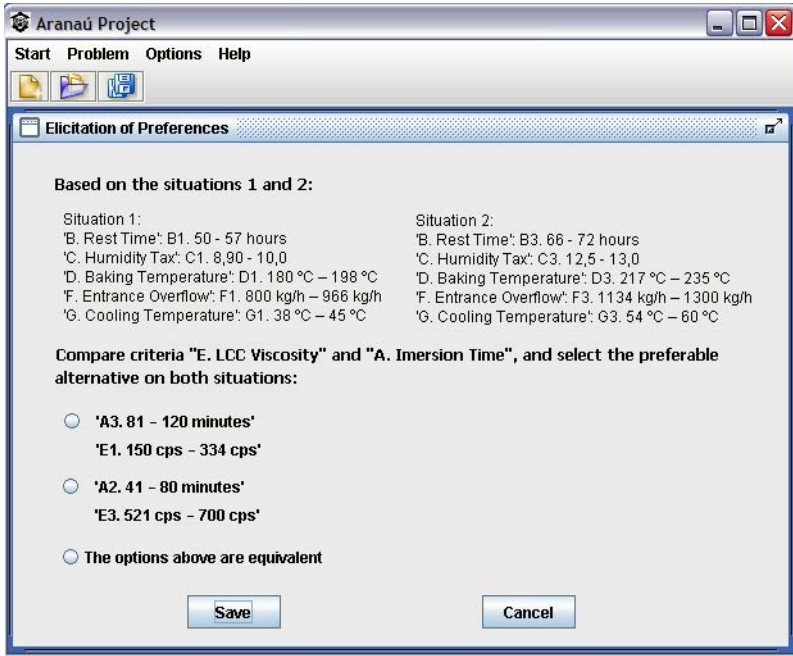 Aranaú Project
Start Problem Options Help
Elicitation of Preferences
Based on the situations 1 and 2:
Situation 1:
'B. Rest Time': B1. 50 - 57 hours
'C. Humidity Tax': C1. 8,90 - 10,0
'D. Baking Temperature': D1. 180 °C – 198 °C
'F. Entrance Overflow': F1. 800 kg/h – 966 kg/h
'G. Cooling Temperature': G1. 38 °C – 45 °C
Situation 2:
'B. Rest Time': B3. 66 - 72 hours
'C. Humidity Tax': C3. 12,5 - 13,0
'D. Baking Temperature': D3. 217 °C – 235 °C
'F. Entrance Overflow': F3. 1134 kg/h – 1300 kg/h
'G. Cooling Temperature': G3. 54 °C – 60 °C
Compare criteria "E. LCC Viscosity" and "A. Imersion Time", and select the preferable
alternative on both situations:
'A3. 81 – 120 minutes'
'E1. 150 cps – 334 cps'
'A2. 41 – 80 minutes'
'E3. 521 cps – 700 cps'
The options above are equivalent
Save Cancel